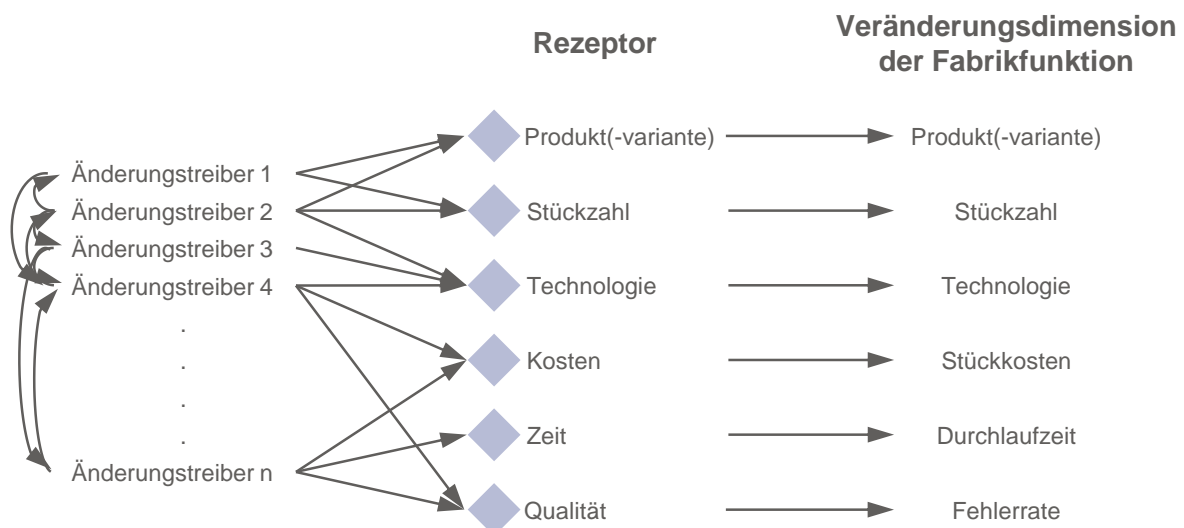 Rezeptor
Veränderungsdimension
der Fabrikfunktion
Änderungstreiber 1
Änderungstreiber 2
Änderungstreiber 3
Änderungstreiber 4
.
.
.
.
Änderungstreiber n
Produkt(-variante)
Stückzahl
Technologie
Kosten
Zeit
Qualität
Produkt(-variante)
Stückzahl
Technologie
Stückkosten
Durchlaufzeit
Fehlerrate